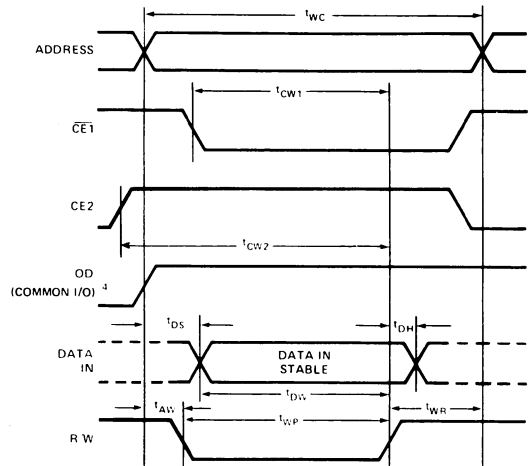 tWC
ADDRESS
tCW1
CE1
CE2
tCW2
OD
(COMMON I/O) 4
tDS
tDH
DATA IN
DATA IN STABLE
tDW
tAW
tWP
tWR
R W